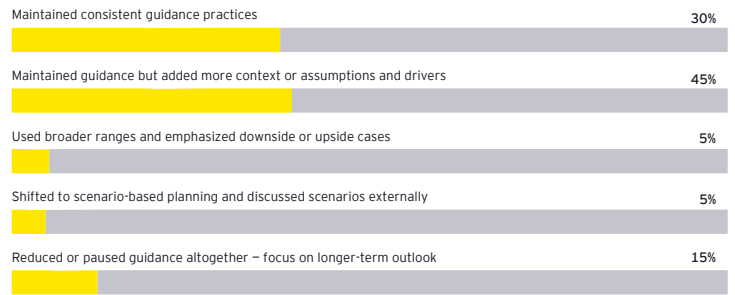 Maintained consistent guidance practices 30%
Maintained guidance but added more context or assumptions and drivers 45%
Used broader ranges and emphasized downside or upside cases 5%
Shifted to scenario-based planning and discussed scenarios externally 5%
Reduced or paused guidance altogether — focus on longer-term outlook 15%